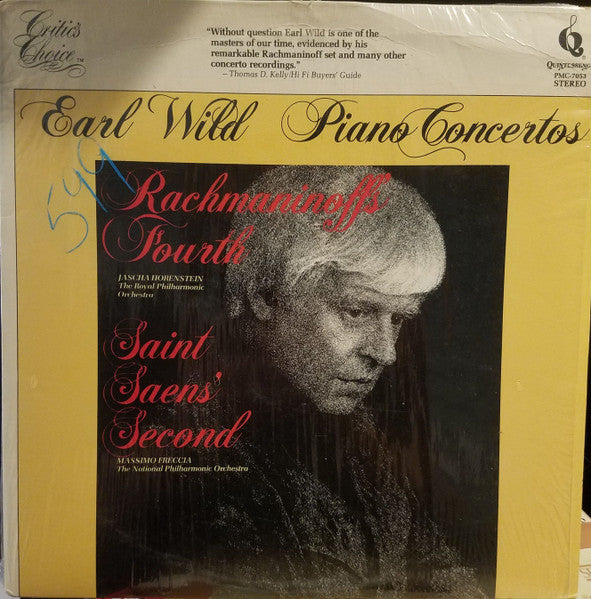 Critic's
Choice™
"Without question Earl Wild is one of the
masters of our time, evidenced by his
remarkable Rachmaninoff set and many other
concerto recordings."
– Thomas D. Kelly/Hi Fi Buyers' Guide
QUINTESSENCE
PMC-7053
STEREO
Earl Wild Piano Concertos
599
Rachmaninoff's
Fourth
JASCHA HORENSTEIN
The Royal Philharmonic
Orchestra
Saint
Saens'
Second
MASSIMO FRECCIA
The National Philharmonic Orchestra